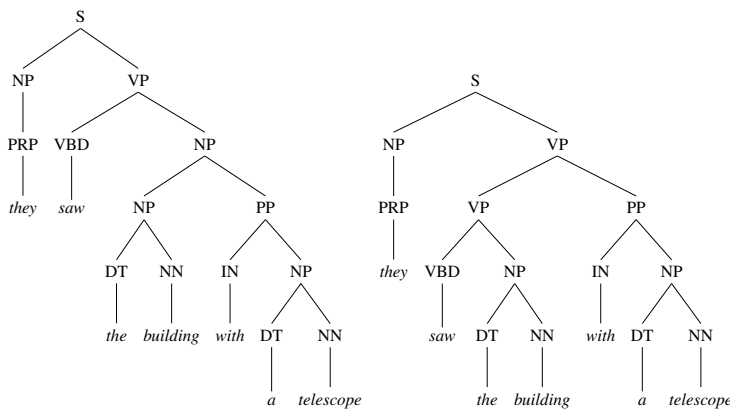 S
NP VP S
PRP VBD NP NP VP
they saw NP PP PRP VP PP
DT NN IN NP they VBD NP IN NP
the building with DT NN saw DT NN with DT NN
a telescope the building a telescope